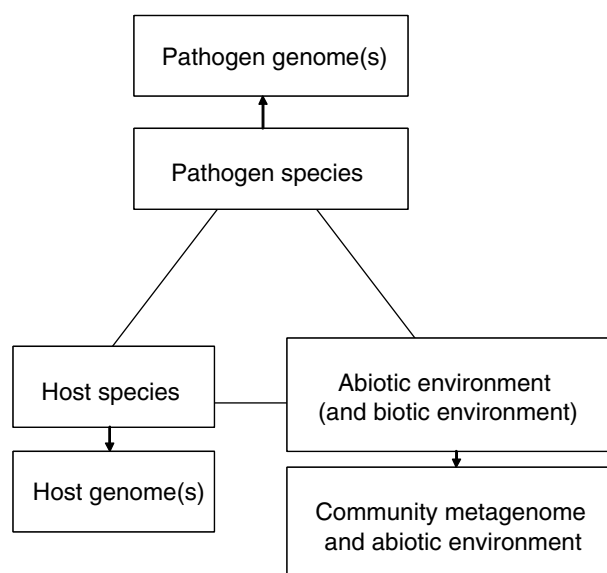 Pathogen genome(s)
Pathogen species
Host species
Abiotic environment
(and biotic environment)
Host genome(s)
Community metagenome
and abiotic environment